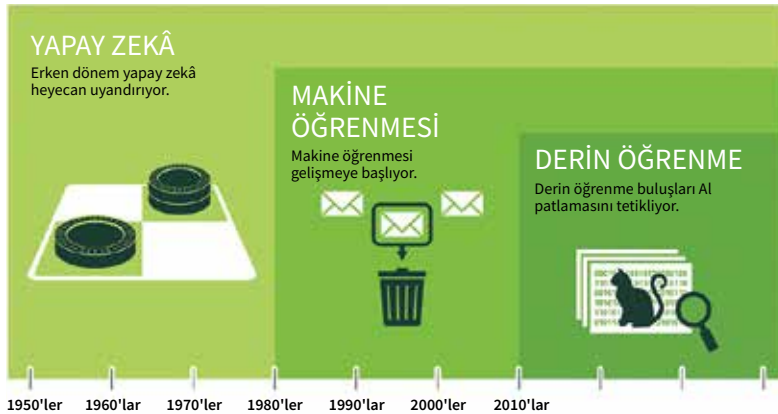 YAPAY ZEKÂ
Erken dönem yapay zekâ
heyecan uyandırıyor.
MAKİNE
ÖĞRENMESİ
Makine öğrenmesi
gelişmeye başlıyor.
DERİN ÖĞRENME
Derin öğrenme buluşları Al
patlamasını tetikliyor.
1950'ler 1960'lar 1970'ler 1980'ler 1990'lar 2000'ler 2010'lar